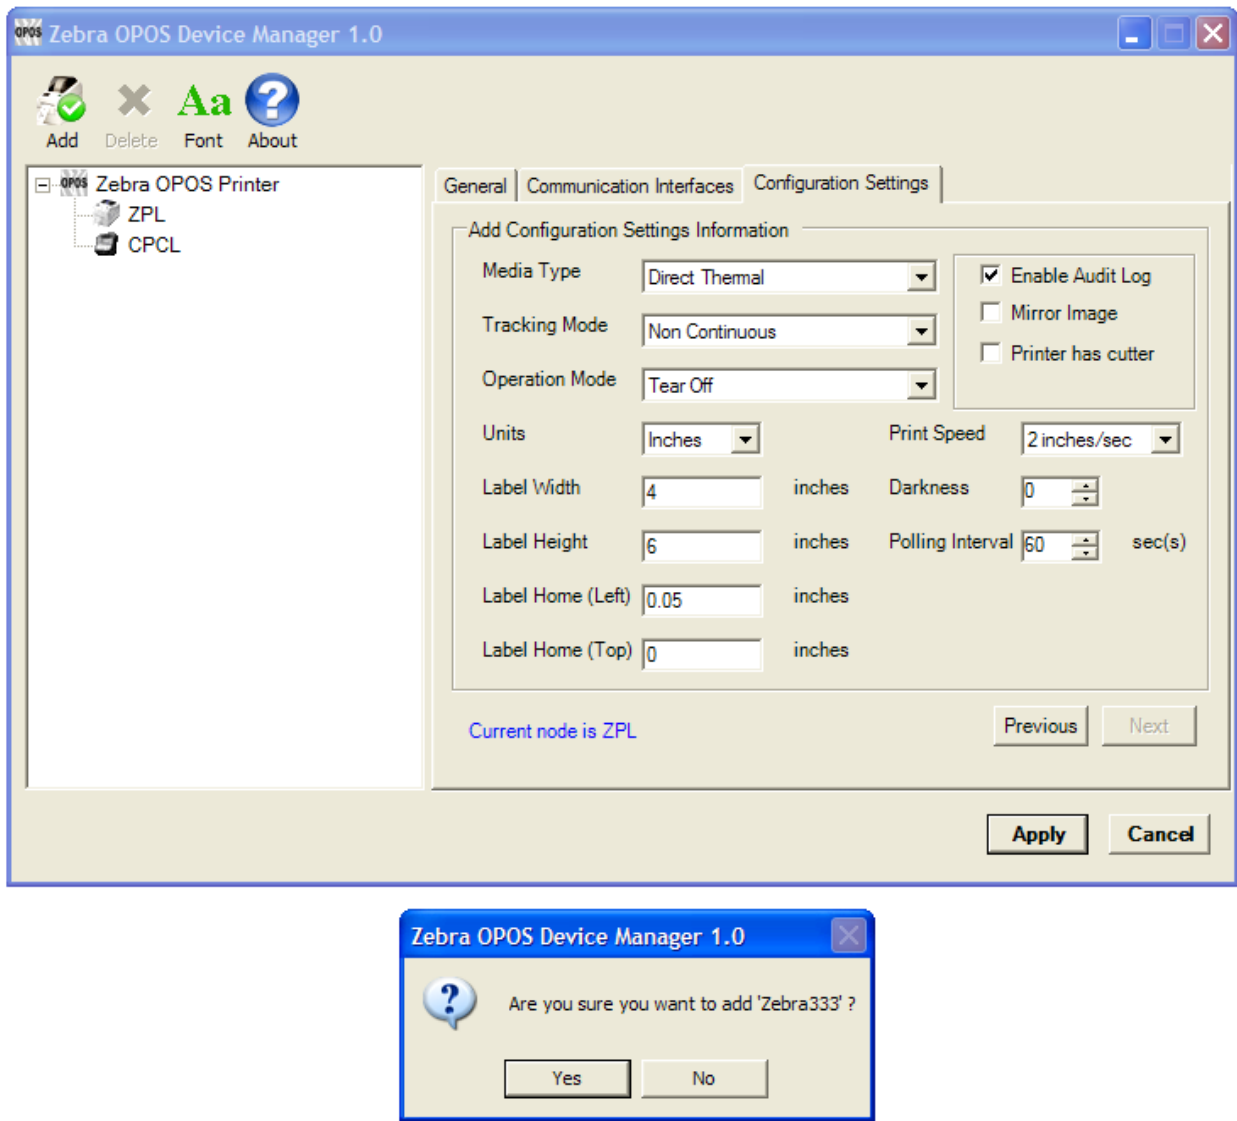 OPOS Zebra OPOS Device Manager 1.0
Aa
Add Delete Font About
OPOS Zebra OPOS Printer
ZPL
CPCL
General Communication Interfaces Configuration Settings
Add Configuration Settings Information
Media Type Direct Thermal Enable Audit Log
Mirror Image
Tracking Mode Non Continuous
Printer has cutter
Operation Mode Tear Off
Units Inches Print Speed 2 inches/sec
Label Width 4 inches Darkness 0
Label Height 6 inches Polling Interval 60 sec(s)
Label Home (Left) 0.05 inches
Label Home (Top) 0 inches
Current node is ZPL Previous Next
Apply Cancel
Zebra OPOS Device Manager 1.0
Are you sure you want to add 'Zebra333' ?
Yes No